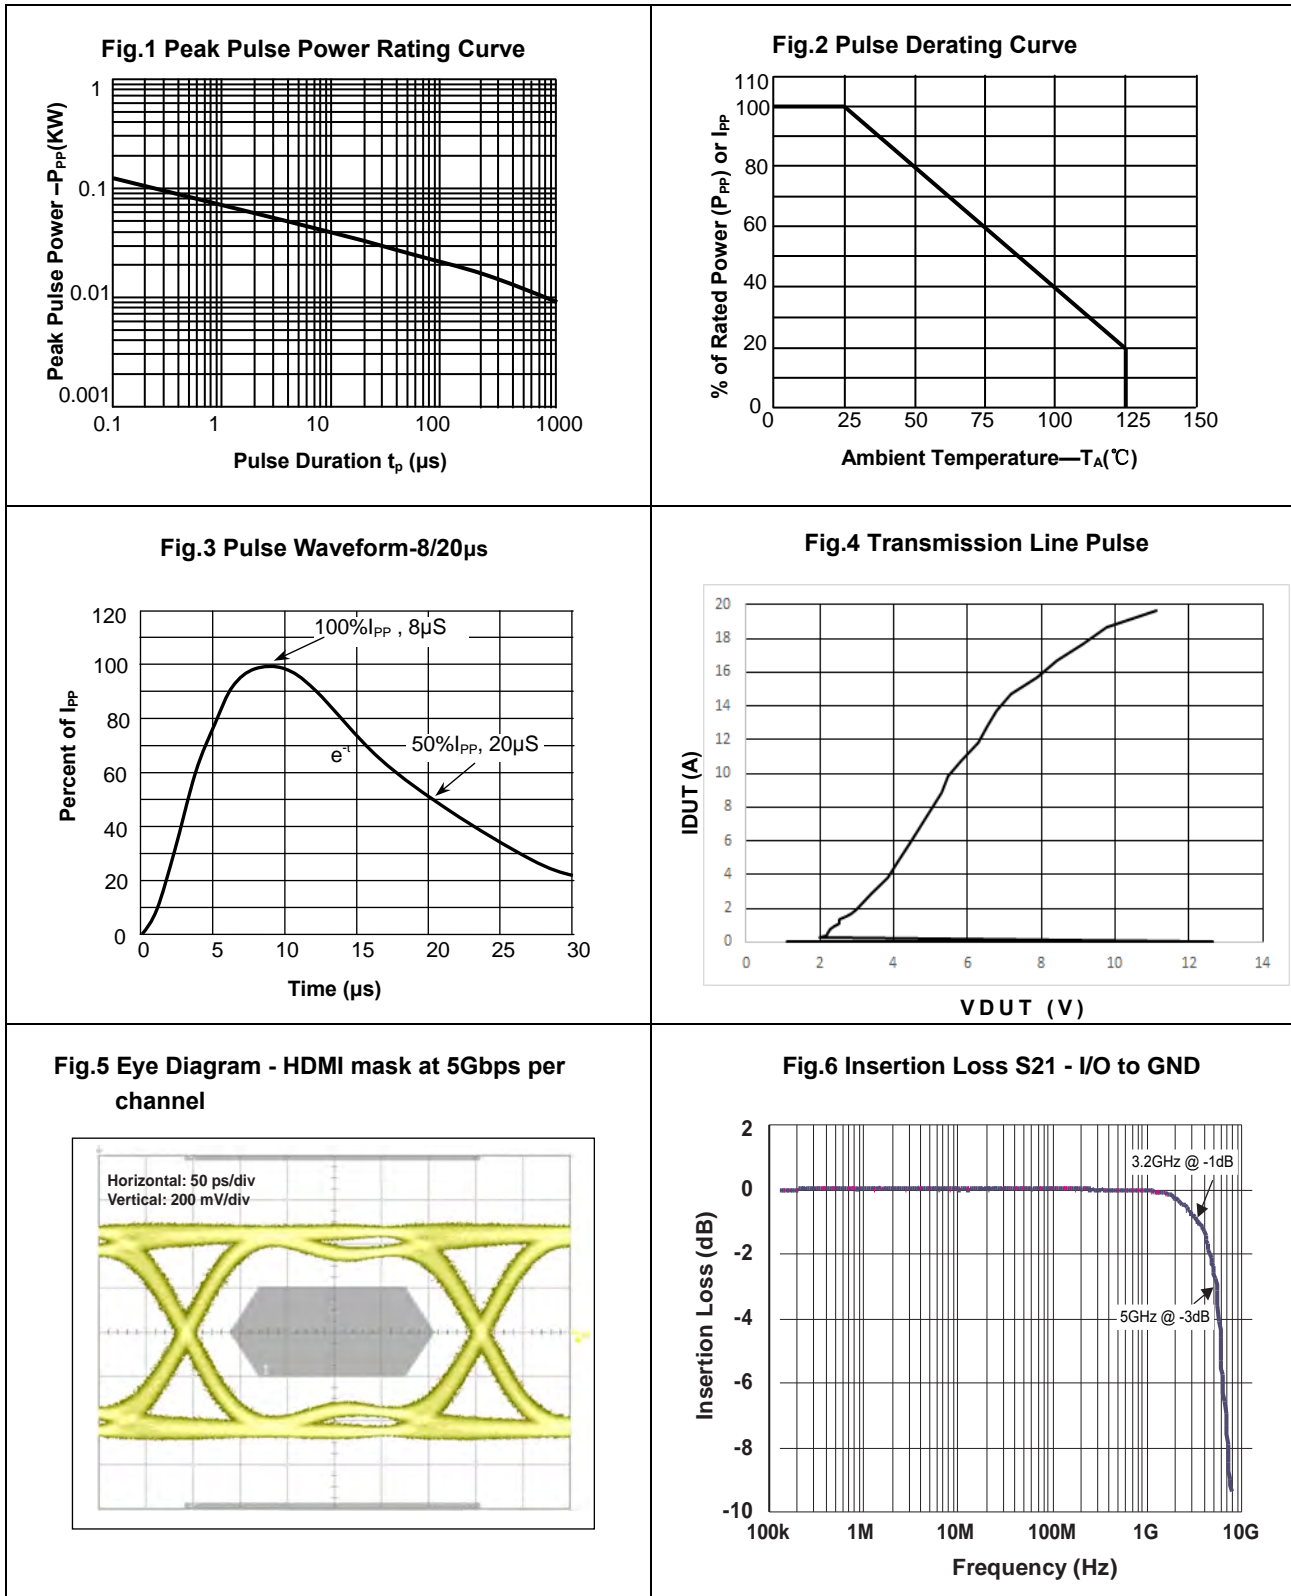 Fig.1 Peak Pulse Power Rating Curve
Peak Pulse Power –PPP(KW)
1
0.1
0.01
0.001
0.1 1 10 100 1000
Pulse Duration tp (µs)
Fig.2 Pulse Derating Curve
% of Rated Power (PPP) or IPP
110
100
80
60
40
20
0
0 25 50 75 100 125 150
Ambient Temperature—TA(℃)
Fig.3 Pulse Waveform-8/20µs
Percent of IPP
120
100
80
60
40
20
0
100%IPP , 8µS
e-t
50%IPP, 20µS
0 5 10 15 20 25 30
Time (µs)
Fig.4 Transmission Line Pulse
IDUT (A)
20
18
16
14
12
10
8
6
4
2
0
0 2 4 6 8 10 12 14
VDUT (V)
Fig.5 Eye Diagram - HDMI mask at 5Gbps per
channel
Horizontal: 50 ps/div
Vertical: 200 mV/div
Fig.6 Insertion Loss S21 - I/O to GND
Insertion Loss (dB)
2
0
-2
-4
-6
-8
-10
3.2GHz @ -1dB
5GHz @ -3dB
100k 1M 10M 100M 1G 10G
Frequency (Hz)